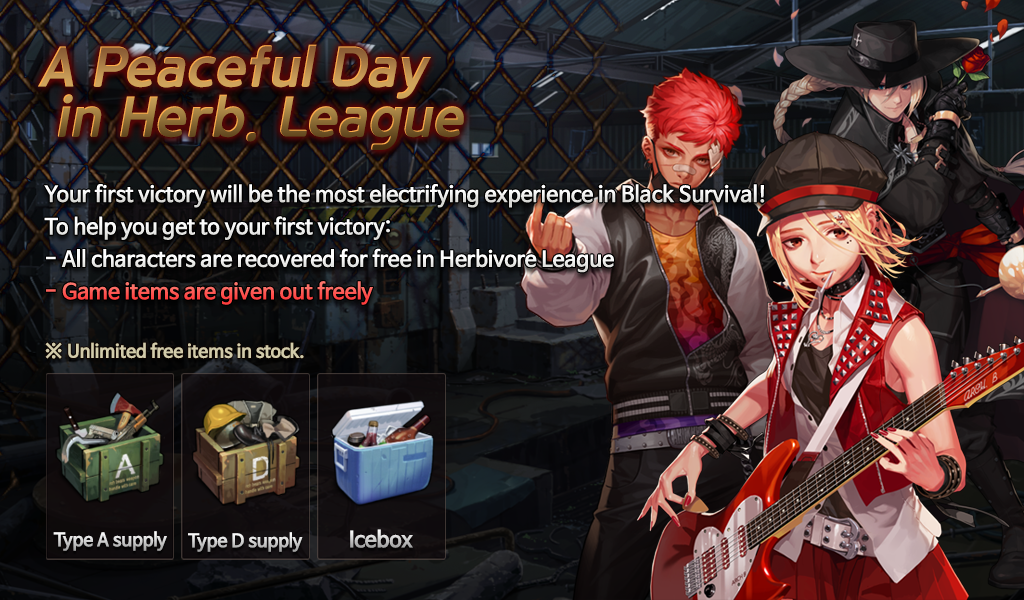 A Peaceful Day
in Herb. League
Your first victory will be the most electrifying experience in Black Survival!
To help you get to your first victory:
- All characters are recovered for free in Herbivore League
- Game items are given out freely
※ Unlimited free items in stock.
A
D
Type A supply
Type D supply
Icebox